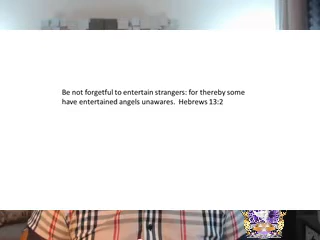 Be not forgetful to entertain strangers: for thereby some
have entertained angels unawares.  Hebrews 13:2